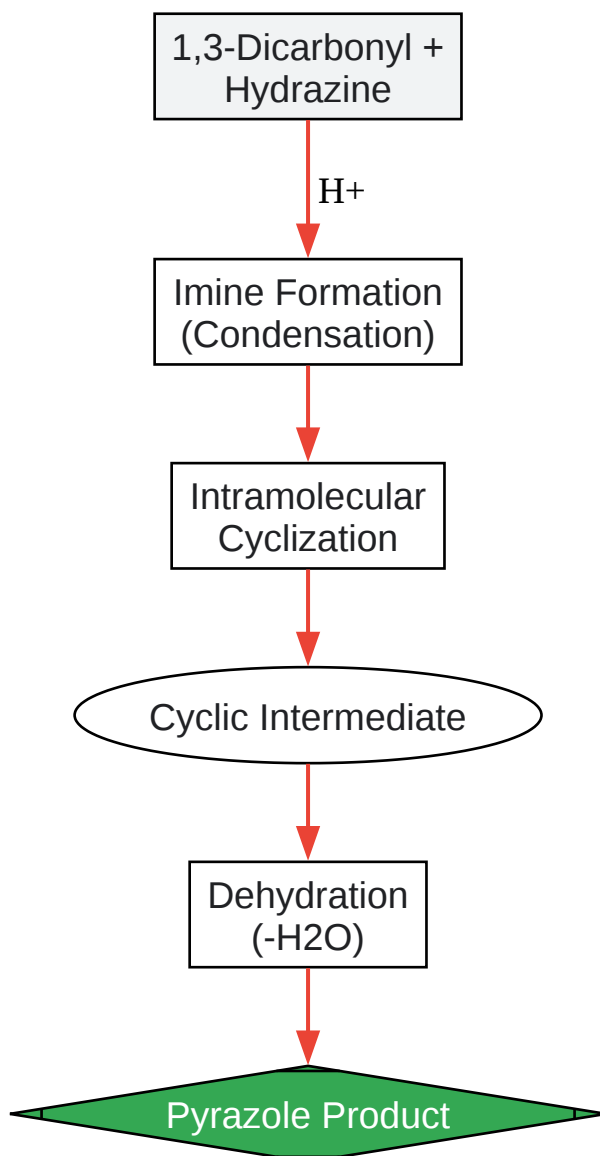 1,3-Dicarbonyl +
Hydrazine
H+
Imine Formation
(Condensation)
Intramolecular
Cyclization
Cyclic Intermediate
Dehydration
(-H2O)
Pyrazole Product